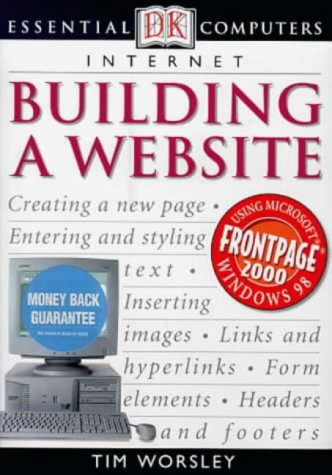 ESSENTIAL DK COMPUTERS
INTERNET
BUILDING
A WEBSITE
Creating a new page •
Entering and styling
text •
Inserting
images • Links and
hyperlinks • Form
elements • Headers
and footers
USING MICROSOFT®
FRONTPAGE®
2000
WINDOWS 98
MONEY BACK
GUARANTEE
TIM WORSLEY